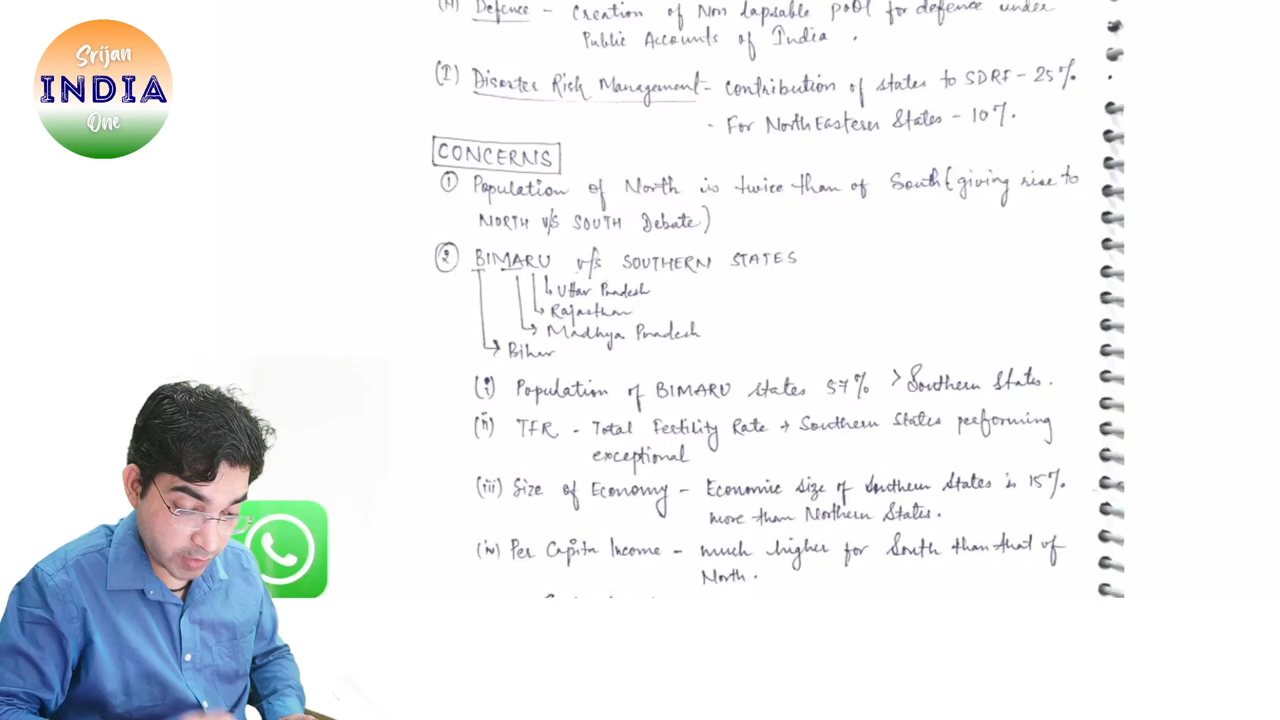 Srijan
INDIA
One
(H) Defence - Creation of Non lapsable pool for defence under
Public Accounts of India.
(I) Disaster Risk Management - contribution of states to SDRF - 25%.
- For North Eastern States - 10%.
CONCERNS
① Population of North is twice than of South (giving rise to
NORTH v/s SOUTH Debate)
② BIMARU v/s SOUTHERN STATES
Uttar Pradesh
Rajasthan
Madhya Pradesh
Bihar
(i) Population of BIMARU states 57% > Southern States.
(ii) TFR - Total Fertility Rate → Southern States performing
exceptional
(iii) Size of Economy - Economic size of Southern States is 15%
more than Northern States.
(iv) Per Capita Income - much higher for South than that of
North.